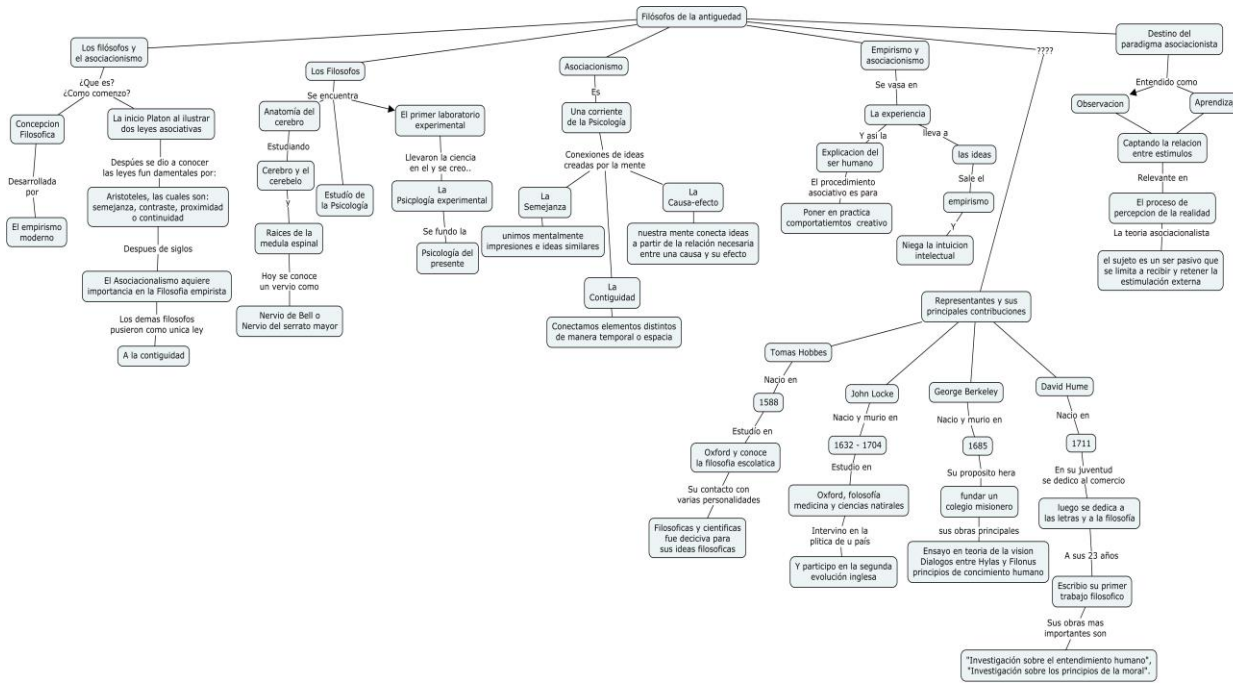 Filósofos de la antiguedad
Los filósofos y
el asociacionismo
¿Que es?
¿Como comenzo?
Concepcion
Filosofica
Desarrollada
por
El empirismo
moderno
La inicio Platon al ilustrar
dos leyes asociativas
Despúes se dio a conocer
las leyes fun damentales por:
Aristoteles, las cuales son:
semejanza, contraste, proximidad
o continuidad
Despues de siglos
El Asociacionalismo aquiere
importancia en la Filosofia empirista
Los demas filosofos
pusieron como unica ley
A la contiguidad
Los Filosofos
Se encuentra
Anatomía del
cerebro
Estudiando
Cerebro y el
cerebelo
y
Raices de la
medula espinal
Hoy se conoce
un vervio como
Nervio de Bell o
Nervio del serrato mayor
Estudío de
la Psicología
El primer laboratorio
experimental
Llevaron la ciencia
en el y se creo..
La
Psicplogía experimental
Se fundo la
Psicología del
presente
Asociacionismo
Es
Una corriente
de la Psicología
Conexiones de ideas
creadas por la mente
La
Semejanza
unimos mentalmente
impresiones e ideas similares
La
Contiguidad
Conectamos elementos distintos
de manera temporal o espacia
La
Causa-efecto
nuestra mente conecta ideas
a partir de la relación necesaria
entre una causa y su efecto
Empirismo y
asociacionismo
Se vasa en
La experiencia
Y asi la
Explicacion del
ser humano
El procedimiento
asociativo es para
Poner en practica
comportatiemtos creativo
lleva a
las ideas
Sale el
empirismo
Y
Niega la intuicion
intelectual
????
Representantes y sus
principales contribuciones
Tomas Hobbes
Nacio en
1588
Estudio en
Oxford y conoce
la filosofia escolatica
Su contacto con
varias personalidades
Filosoficas y cientificas
fue deciciva para
sus ideas filosoficas
John Locke
Nacio y murio en
1632 - 1704
Estudio en
Oxford, folosofía
medicina y ciencias natirales
Intervino en la
plitica de u país
Y participo en la segunda
evolución inglesa
George Berkeley
Nacio y murio en
1685
Su proposito hera
fundar un
colegio misionero
sus obras principales
Ensayo en teoria de la vision
Dialogos entre Hylas y Filonus
principios de concimiento humano
David Hume
Nacio en
1711
En su juventud
se dedico al comercio
luego se dedica a
las letras y a la filosofía
A sus 23 años
Escribio su primer
trabajo filosofico
Sus obras mas
importantes son
"Investigación sobre el entendimiento humano",
"Investigación sobre los principios de la moral".
Destino del
paradigma asociacionista
Entendido como
Observacion
Aprendiza
Captando la relacion
entre estimulos
Relevante en
El proceso de
percepcion de la realidad
La teoria asociacionalista
el sujeto es un ser pasivo que
se limita a recibir y retener la
estimulación externa